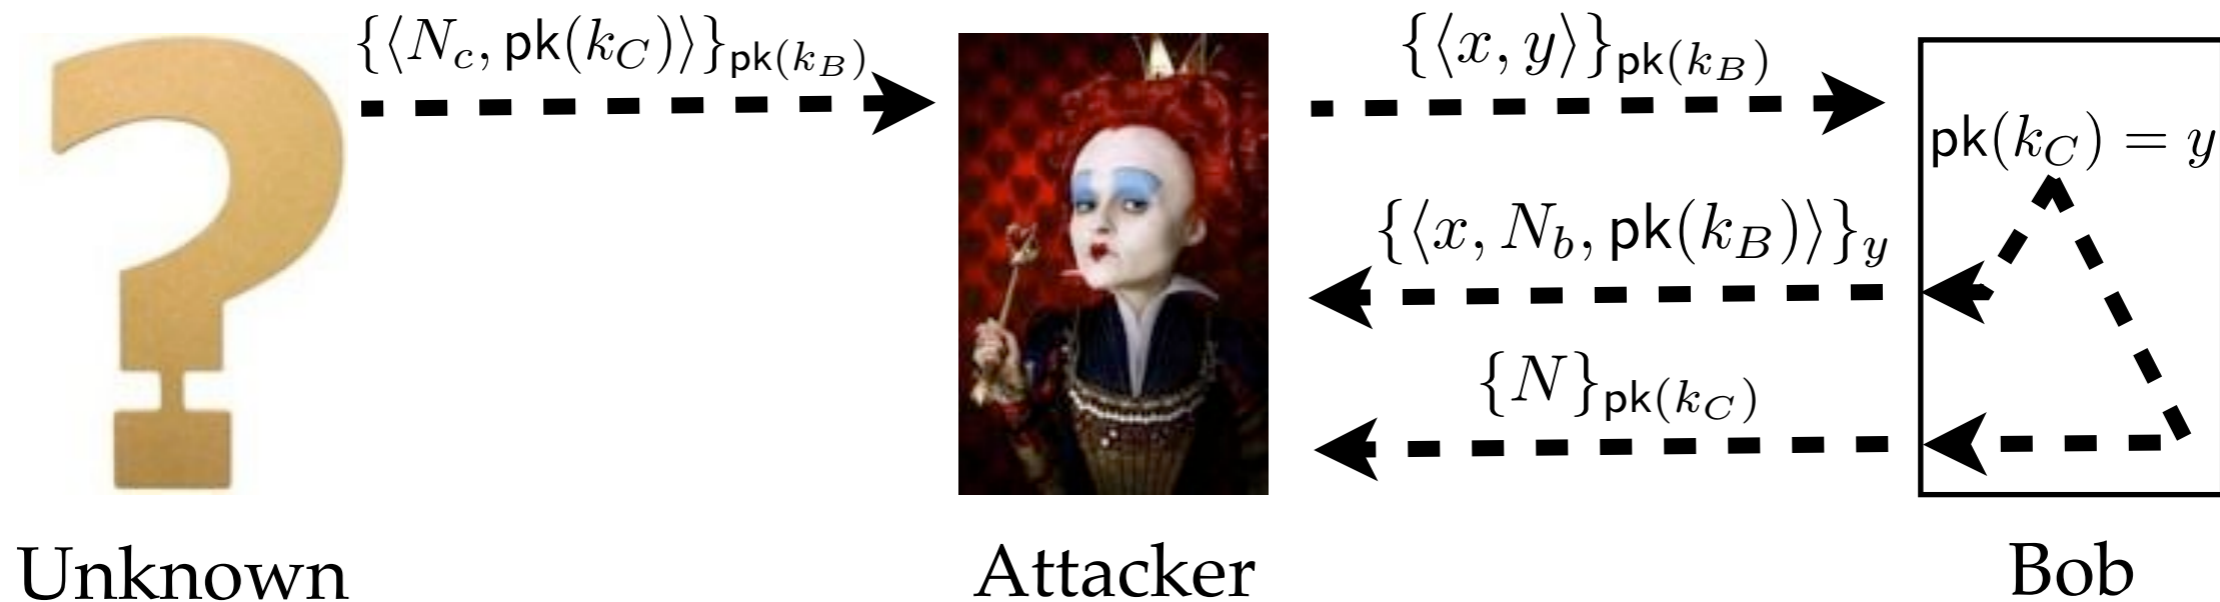 {⟨N_c, pk(k_C)⟩}_pk(k_B)
{⟨x, y⟩}_pk(k_B)
pk(k_C) = y
{⟨x, N_b, pk(k_B)⟩}_y
{N}_pk(k_C)
Unknown
Attacker
Bob